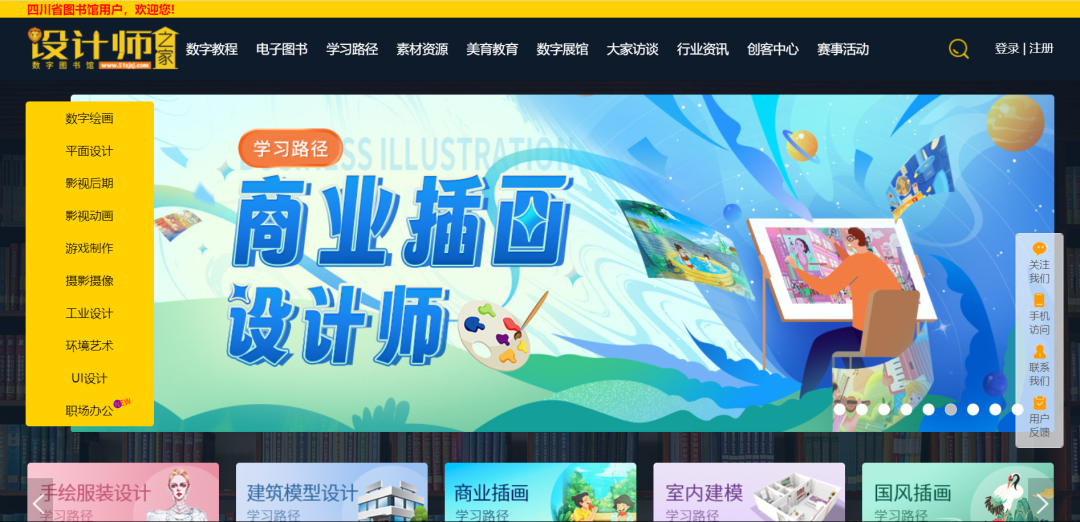 四川省图书馆用户，欢迎您!
设计师之家
数字图书馆
数字教程 电子图书 学习路径 素材资源 美育教育 数字展馆 大家访谈 行业资讯 创客中心 赛事活动
登录 | 注册
数字绘画
平面设计
影视后期
影视动画
游戏制作
摄影摄像
工业设计
环境艺术
UI设计
职场办公 NEW
学习路径
SS ILLUSTRATION
商业插画
设计师
关注
我们
手机
访问
联系
我们
用户
反馈
手绘服装设计
学习路径
建筑模型设计
学习路径
商业插画
学习路径
室内建模
学习路径
国风插画
学习路径